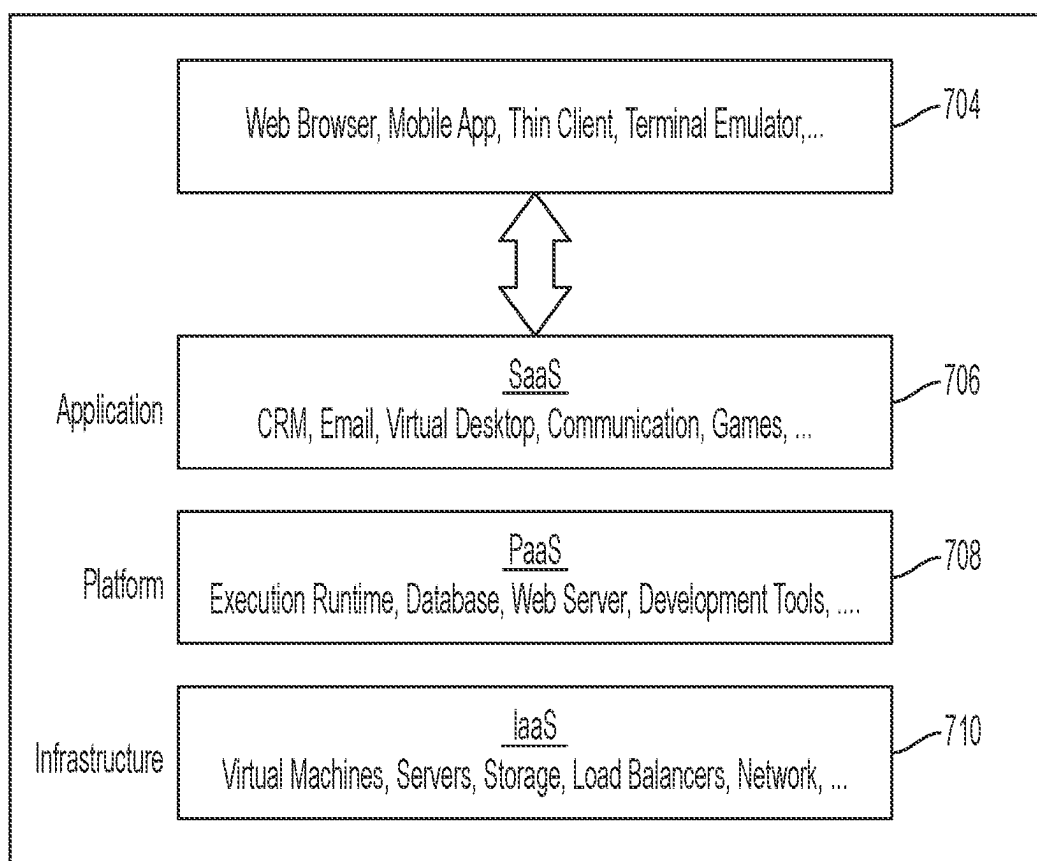 Web Browser, Mobile App, Thin Client, Terminal Emulator,...
704
SaaS
706
Application
CRM, Email, Virtual Desktop, Communication, Games, ...
PaaS
708
Platform
Execution Runtime, Database, Web Server, Development Tools, ....
IaaS
710
Infrastructure
Virtual Machines, Servers, Storage, Load Balancers, Network, ...